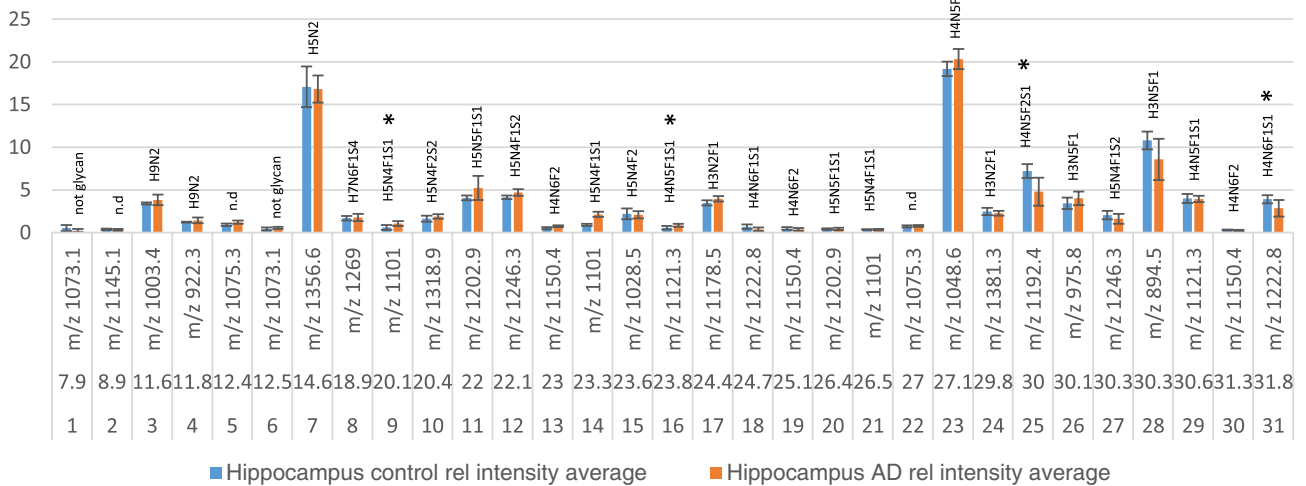 25
20
15
10
5
0
not glycan
n.d
H9N2
H9N2
n.d
not glycan
H5N2
H7N6F1S4
H5N4F1S1
*
H5N4F2S2
H5N5F1S1
H5N4F1S2
H4N6F2
H5N4F1S1
H5N4F2
H4N5F1S1
*
H3N2F1
H4N6F1S1
H4N6F2
H5N5F1S1
H5N4F1S1
n.d
H4N5F
H3N2F1
H4N5F2S1
*
H3N5F1
H5N4F1S2
H3N5F1
H4N5F1S1
H4N6F2
H4N6F1S1
*
m/z 1073.1
m/z 1145.1
m/z 1003.4
m/z 922.3
m/z 1075.3
m/z 1073.1
m/z 1356.6
m/z 1269
m/z 1101
m/z 1318.9
m/z 1202.9
m/z 1246.3
m/z 1150.4
m/z 1101
m/z 1028.5
m/z 1121.3
m/z 1178.5
m/z 1222.8
m/z 1150.4
m/z 1202.9
m/z 1101
m/z 1075.3
m/z 1048.6
m/z 1381.3
m/z 1192.4
m/z 975.8
m/z 1246.3
m/z 894.5
m/z 1121.3
m/z 1150.4
m/z 1222.8
7.9 8.9 11.6 11.8 12.4 12.5 14.6 18.9 20.1 20.4 22 22.1 23 23.3 23.6 23.8 24.4 24.7 25.1 26.4 26.5 27 27.1 29.8 30 30.1 30.3 30.3 30.6 31.3 31.8
1 2 3 4 5 6 7 8 9 10 11 12 13 14 15 16 17 18 19 20 21 22 23 24 25 26 27 28 29 30 31
Hippocampus control rel intensity average Hippocampus AD rel intensity average